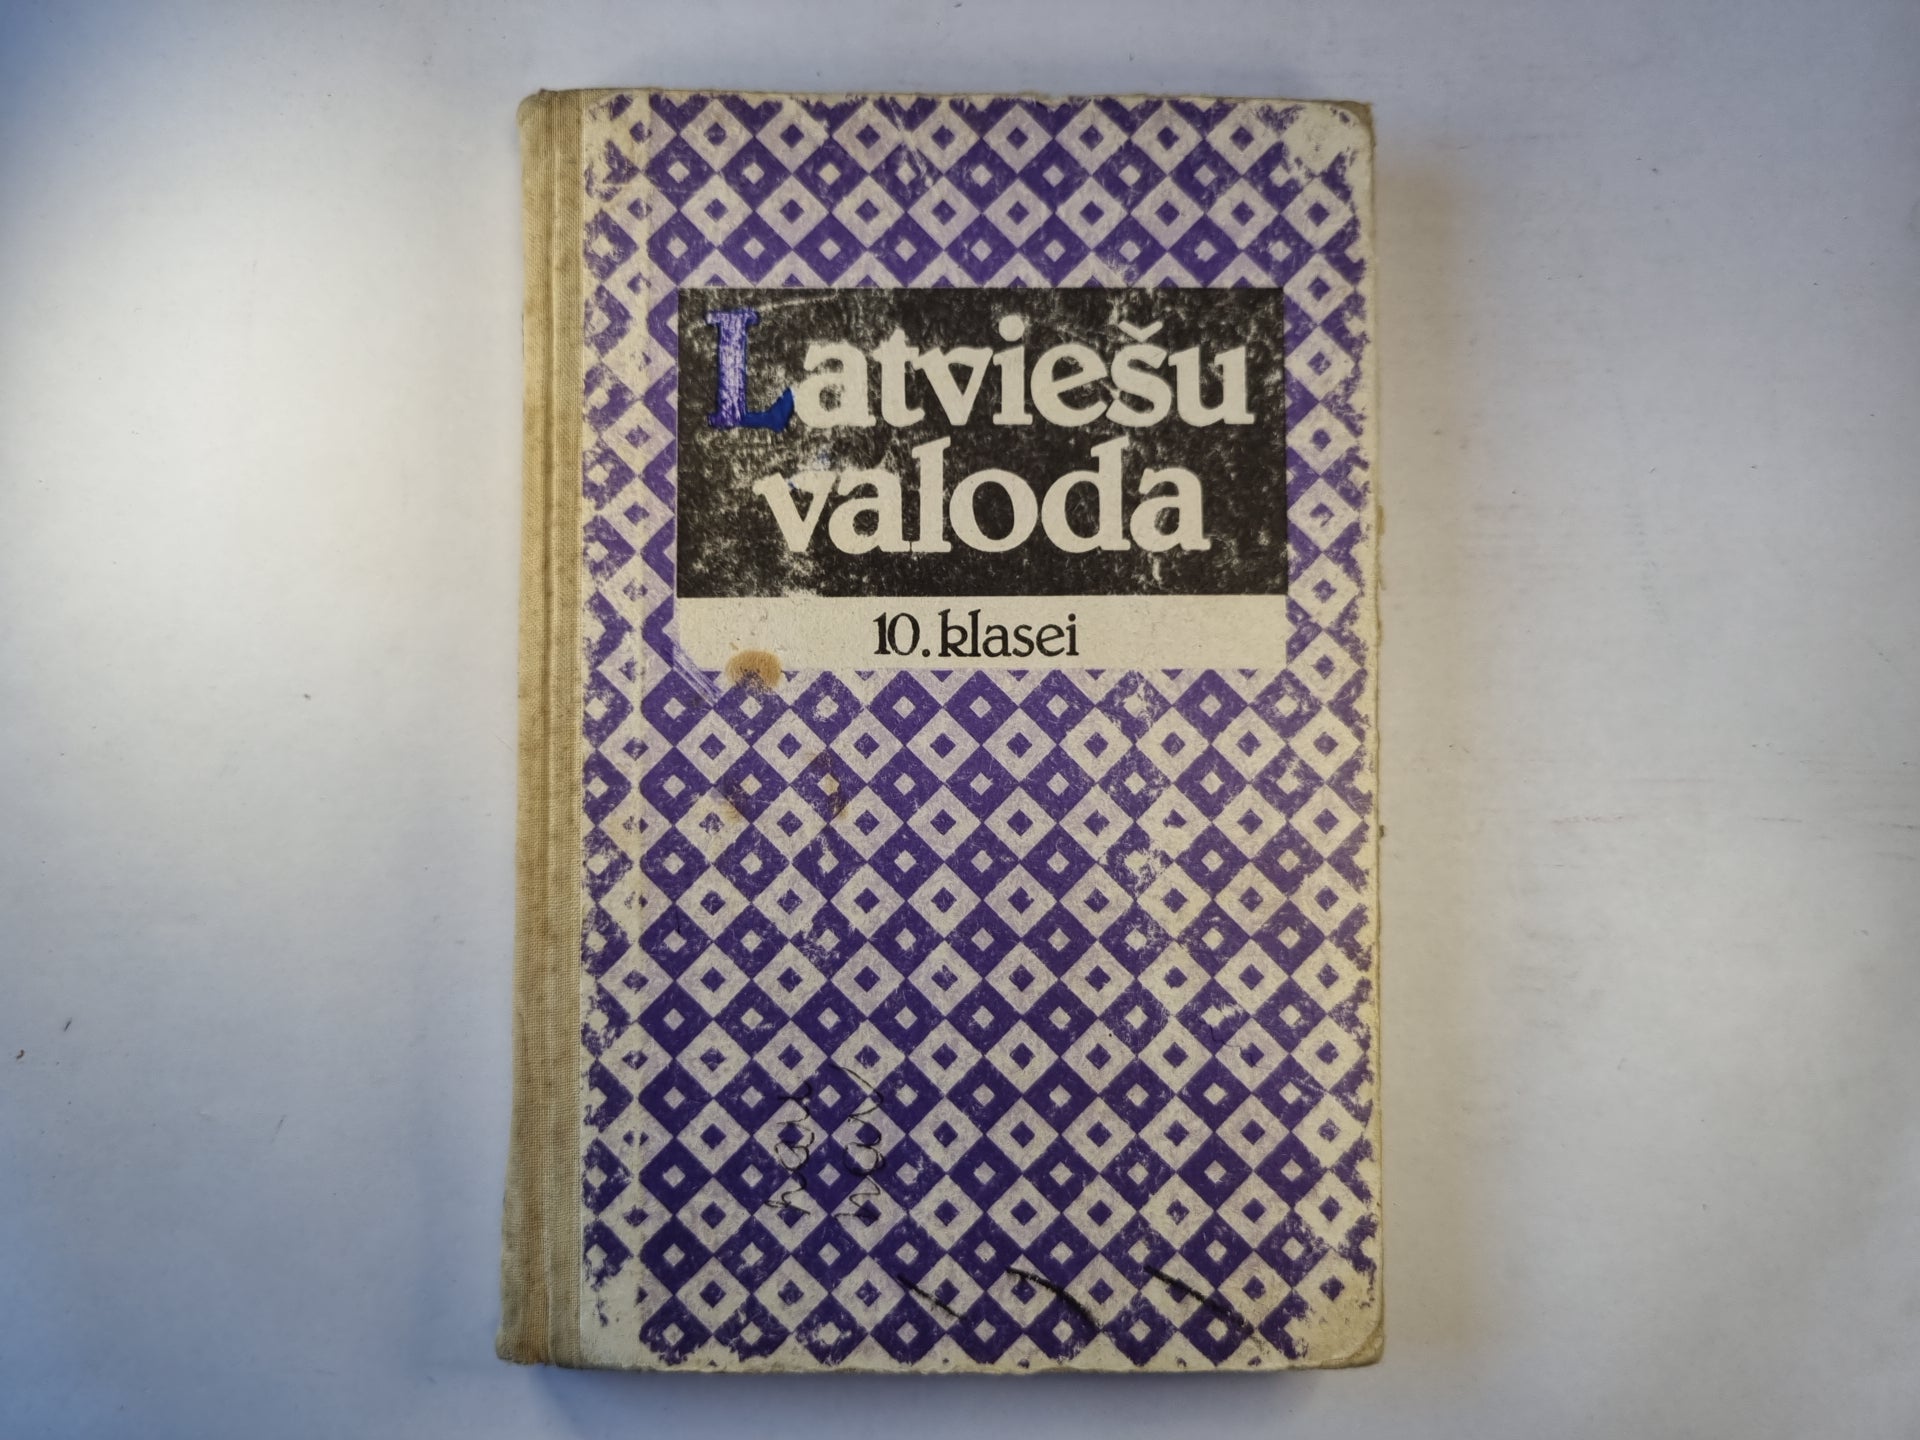 Latviešu
valoda
10. klasei